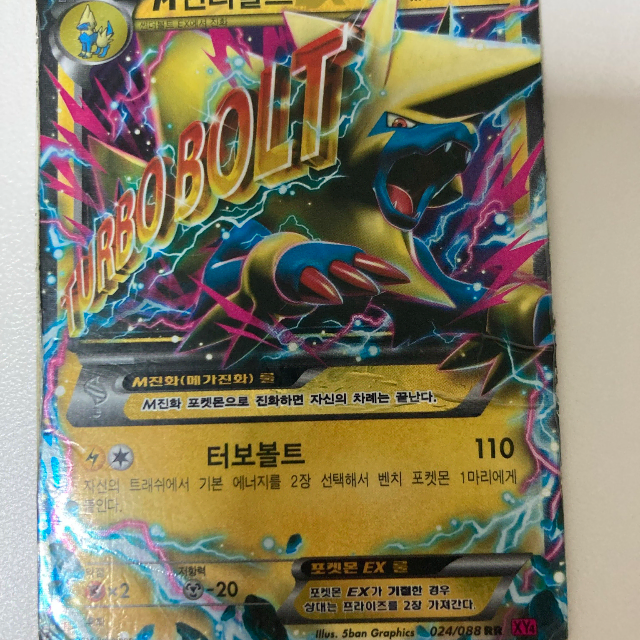 썬더볼트 EX에서 진화
TURBO BOLT
M진화(메가진화) 룰
M진화 포켓몬으로 진화하면 자신의 차례는 끝난다.
터보볼트 110
자신의 트래쉬에서 기본 에너지를 2장 선택해서 벤치 포켓몬 1마리에게
붙인다.
×2 저항력 -20
포켓몬 EX 룰
포켓몬 EX가 기절한 경우
상대는 프라이즈를 2장 가져간다.
Illus. 5ban Graphics 024/088 RR XY4